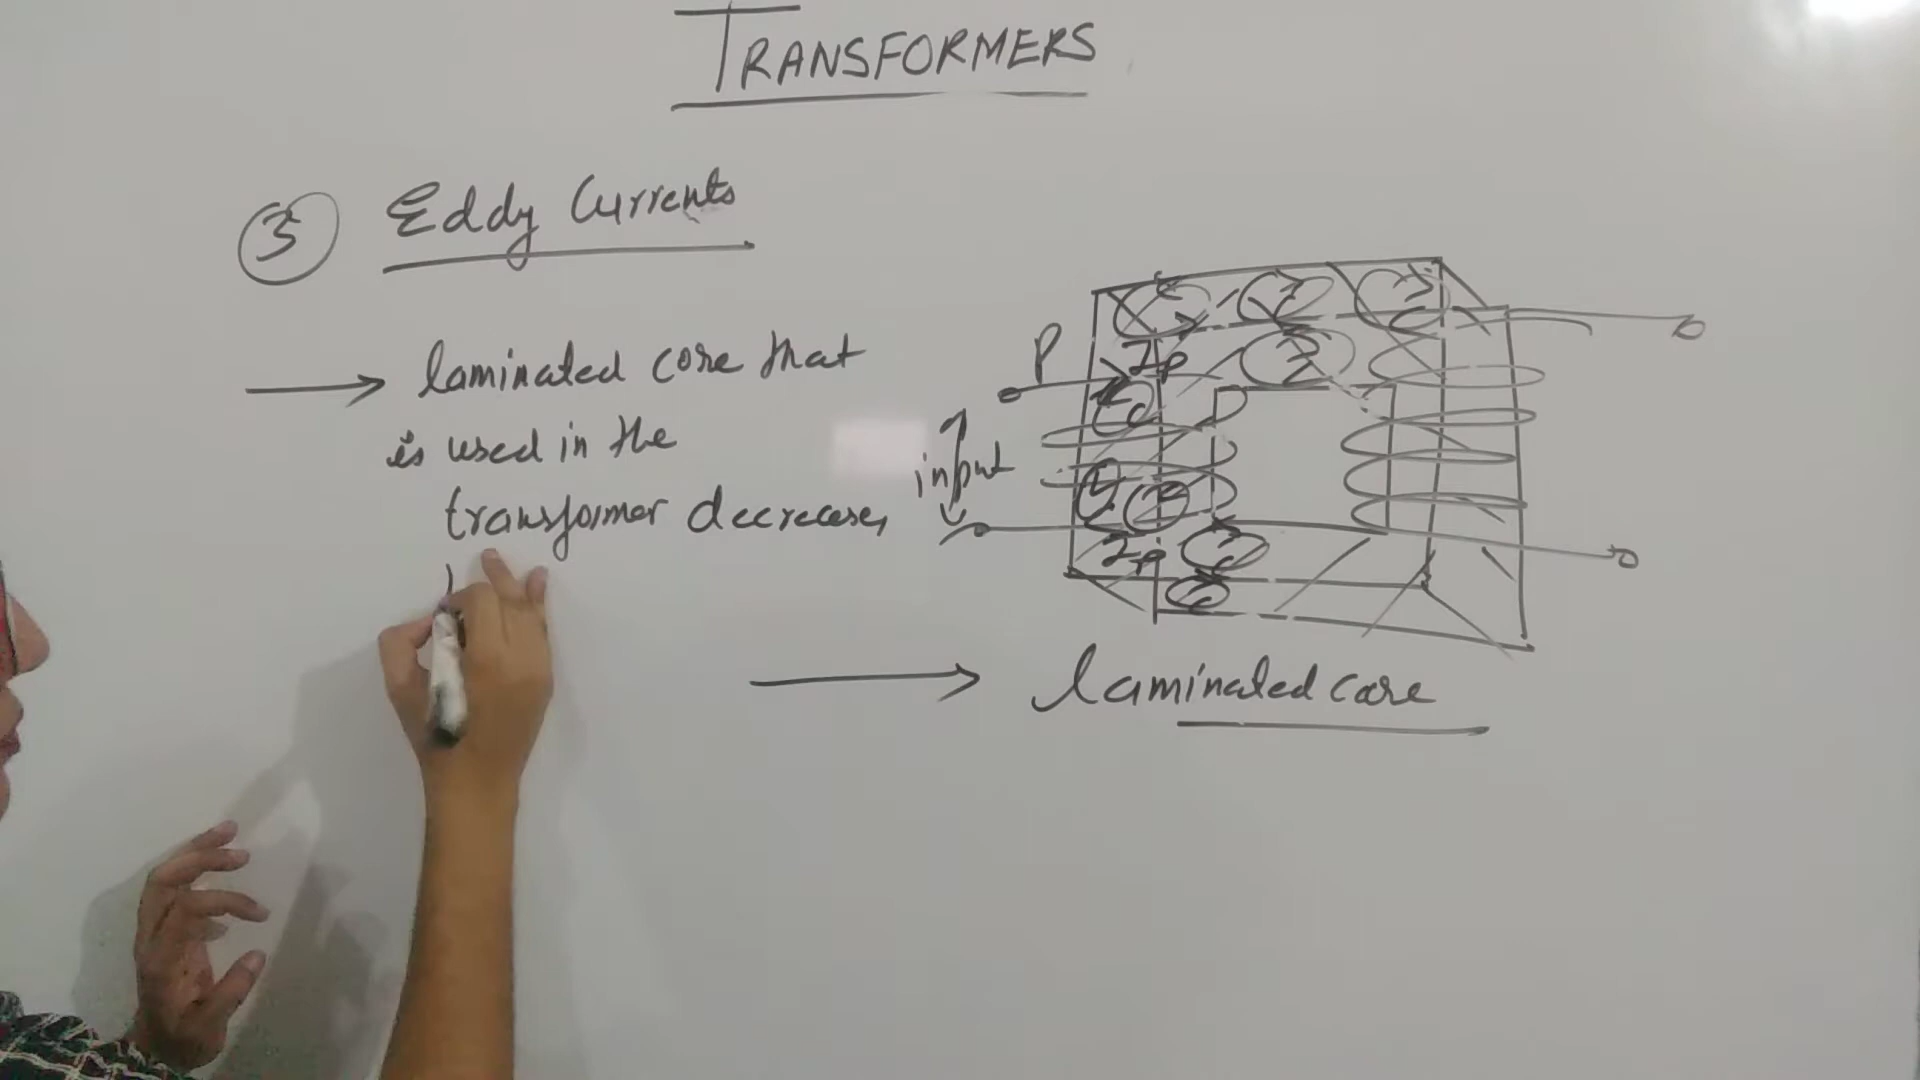 TRANSFORMERS
3 Eddy Currents
→ laminated core that
is used in the
transformer decreases
P
Ip
input
Ip
→ laminated core